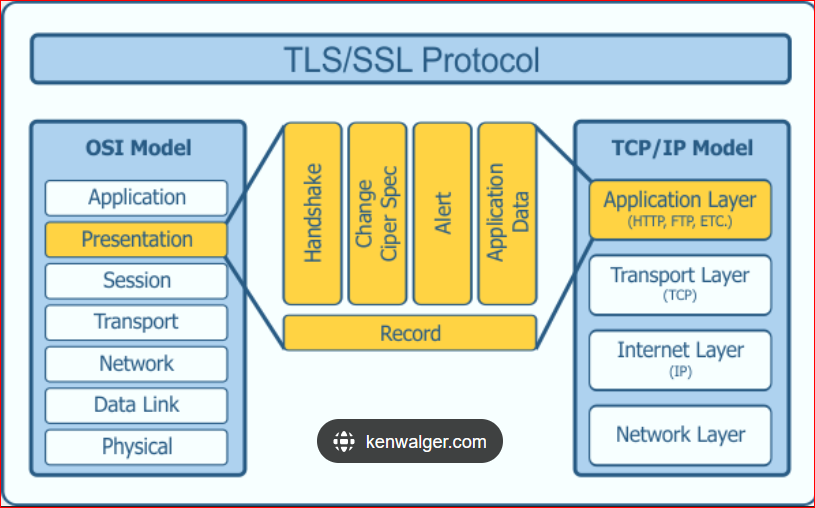 TLS/SSL Protocol
OSI Model
Application
Presentation
Session
Transport
Network
Data Link
Physical
Handshake
Change
Ciper Spec
Alert
Application
Data
Record
TCP/IP Model
Application Layer
(HTTP, FTP, ETC.)
Transport Layer
(TCP)
Internet Layer
(IP)
Network Layer
kenwalger.com